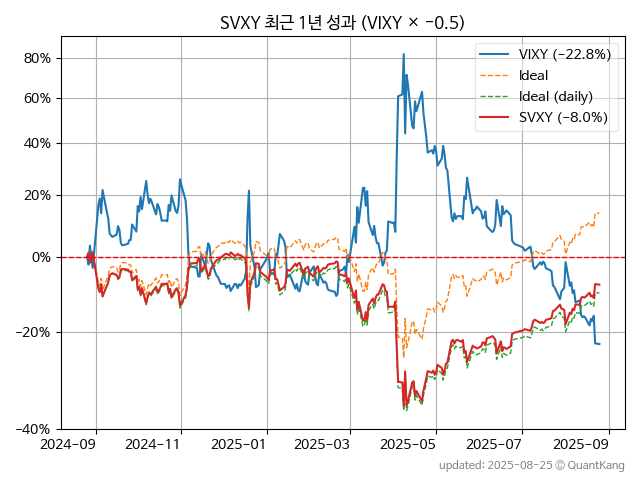 SVXY 최근 1년 성과 (VIXY × −0.5)
VIXY (−22.8%)
Ideal
Ideal (daily)
SVXY (−8.0%)
80%
60%
40%
20%
0%
−20%
−40%
2024-09
2024-11
2025-01
2025-03
2025-05
2025-07
2025-09
updated: 2025-08-25 © QuantKang